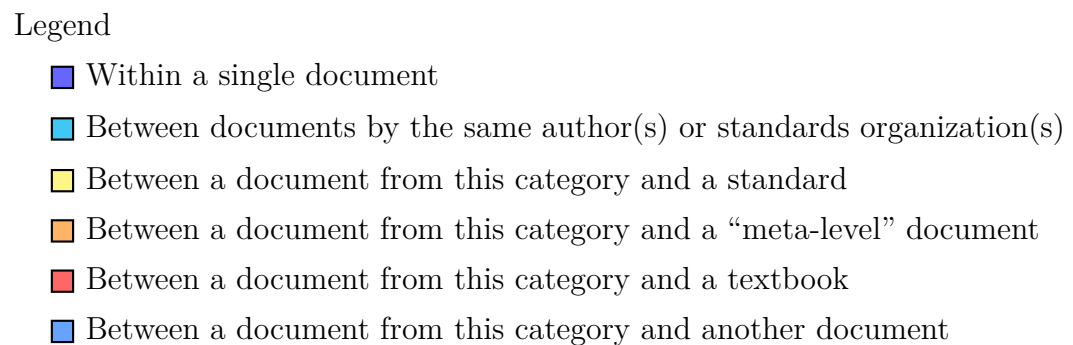 Legend
Within a single document
Between documents by the same author(s) or standards organization(s)
Between a document from this category and a standard
Between a document from this category and a “meta-level” document
Between a document from this category and a textbook
Between a document from this category and another document